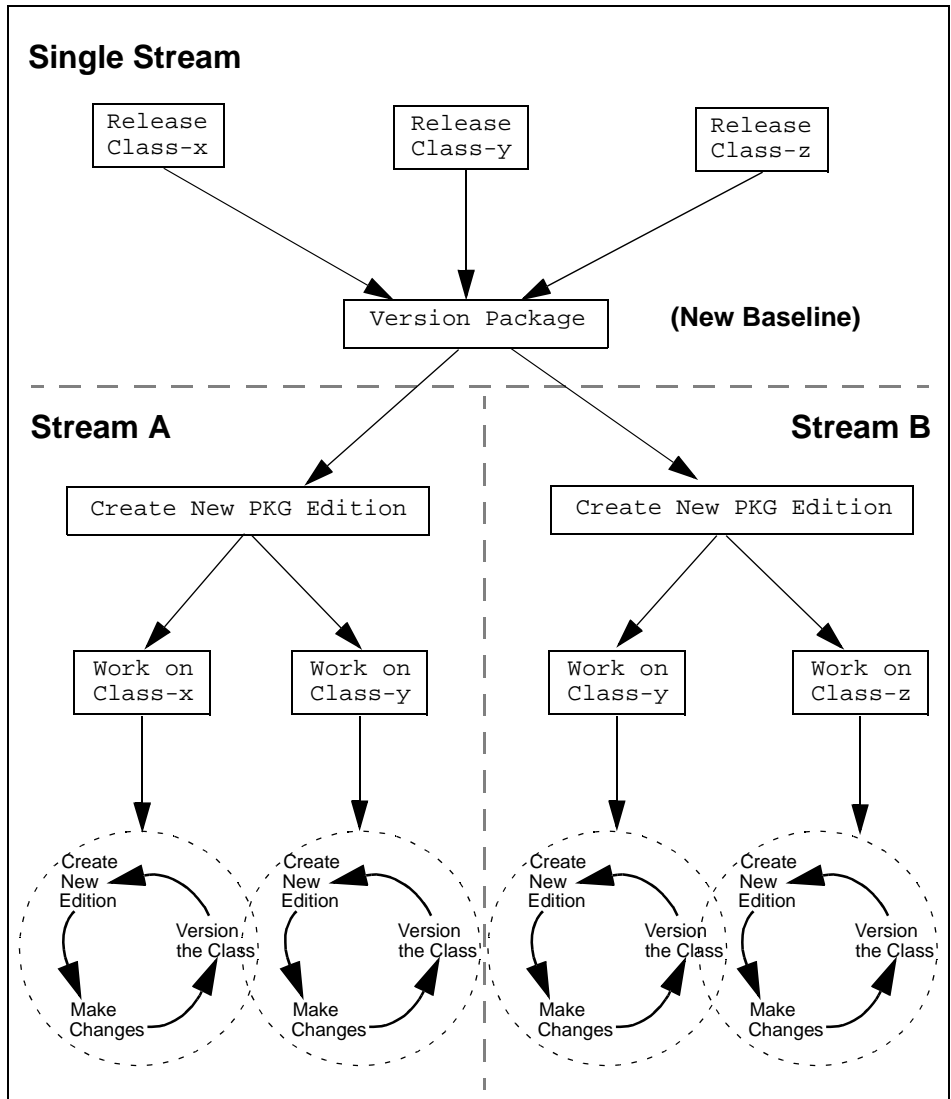 Single Stream
Release
Class-x
Release
Class-y
Release
Class-z
Version Package
(New Baseline)
Stream A
Stream B
Create New PKG Edition
Create New PKG Edition
Work on
Class-x
Work on
Class-y
Work on
Class-y
Work on
Class-z
Create
New
Edition
Version
the Class
Make
Changes
Create
New
Edition
Version
the Class
Make
Changes
Create
New
Edition
Version
the Class
Make
Changes
Create
New
Edition
Version
the Class
Make
Changes